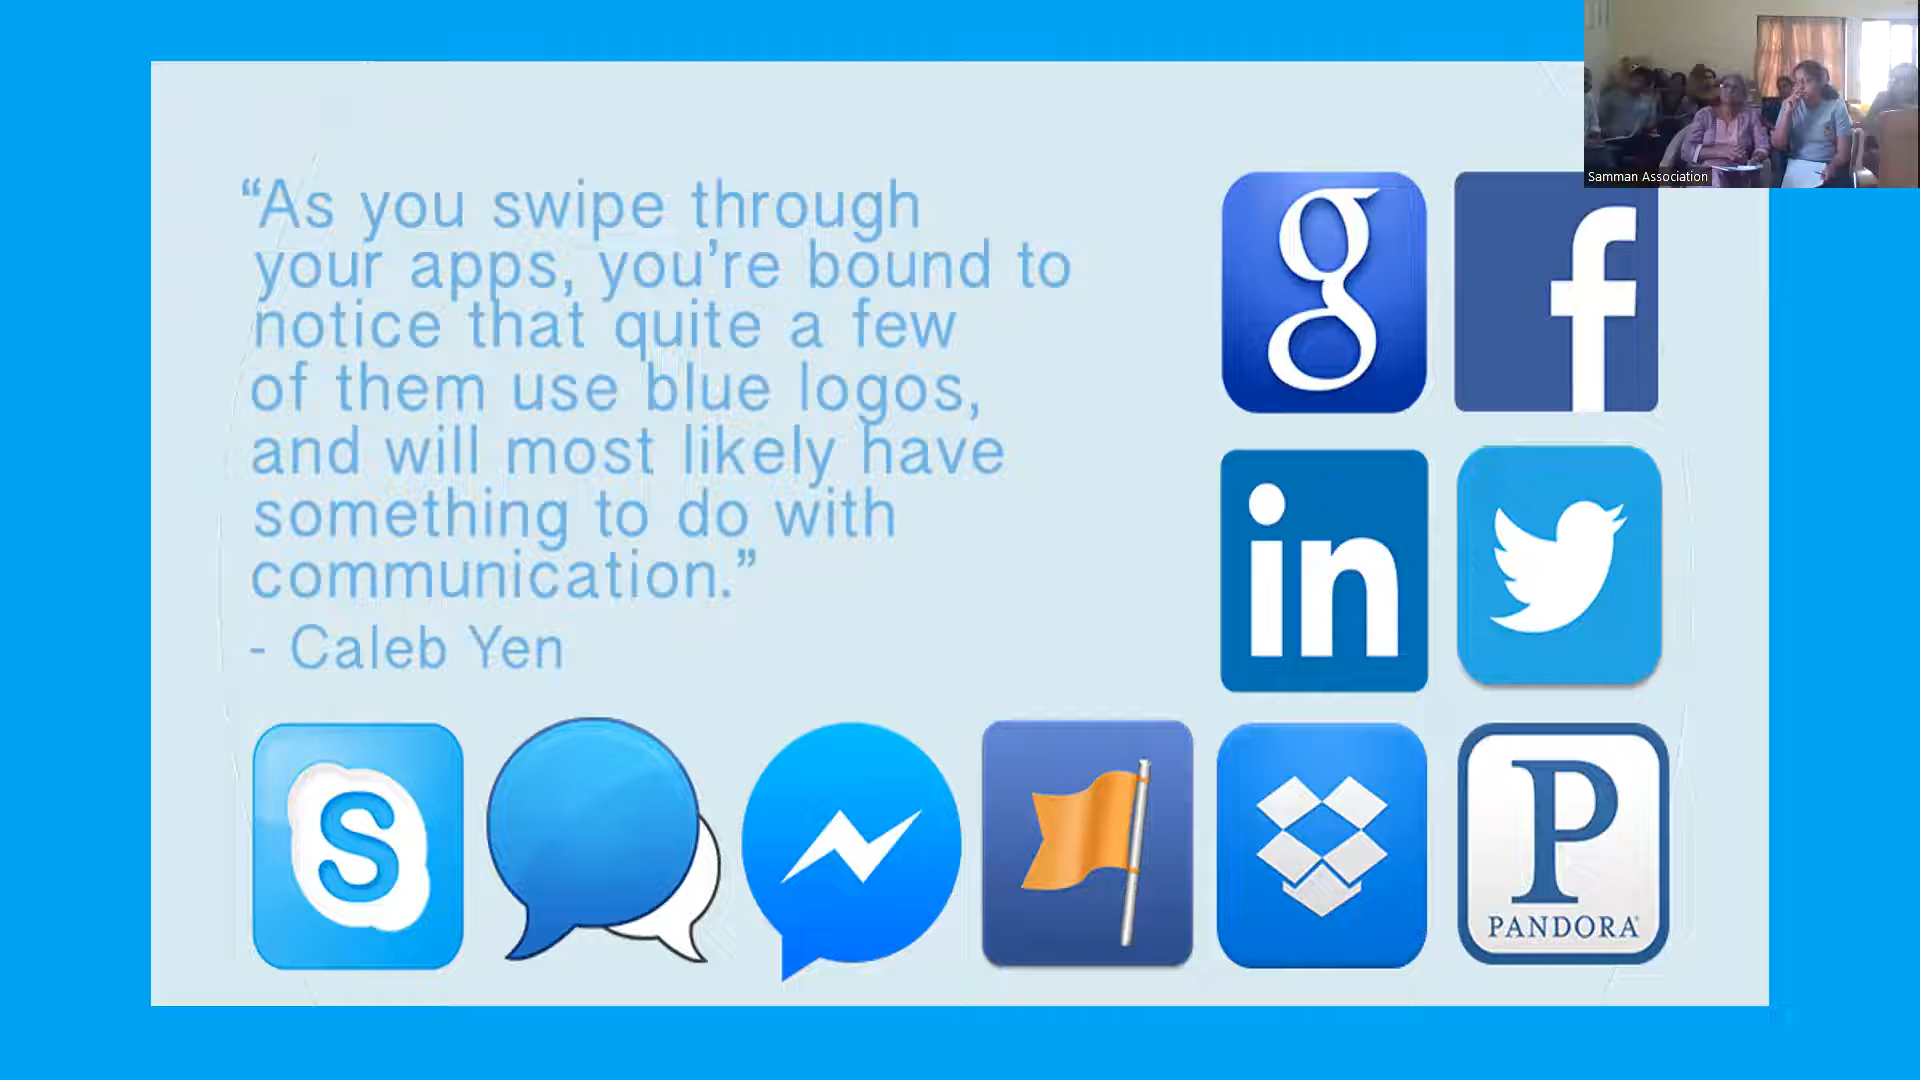 Samman Association
“As you swipe through
your apps, you’re bound to
notice that quite a few
of them use blue logos,
and will most likely have
something to do with
communication.”
- Caleb Yen
g
f
in
S
P
PANDORA